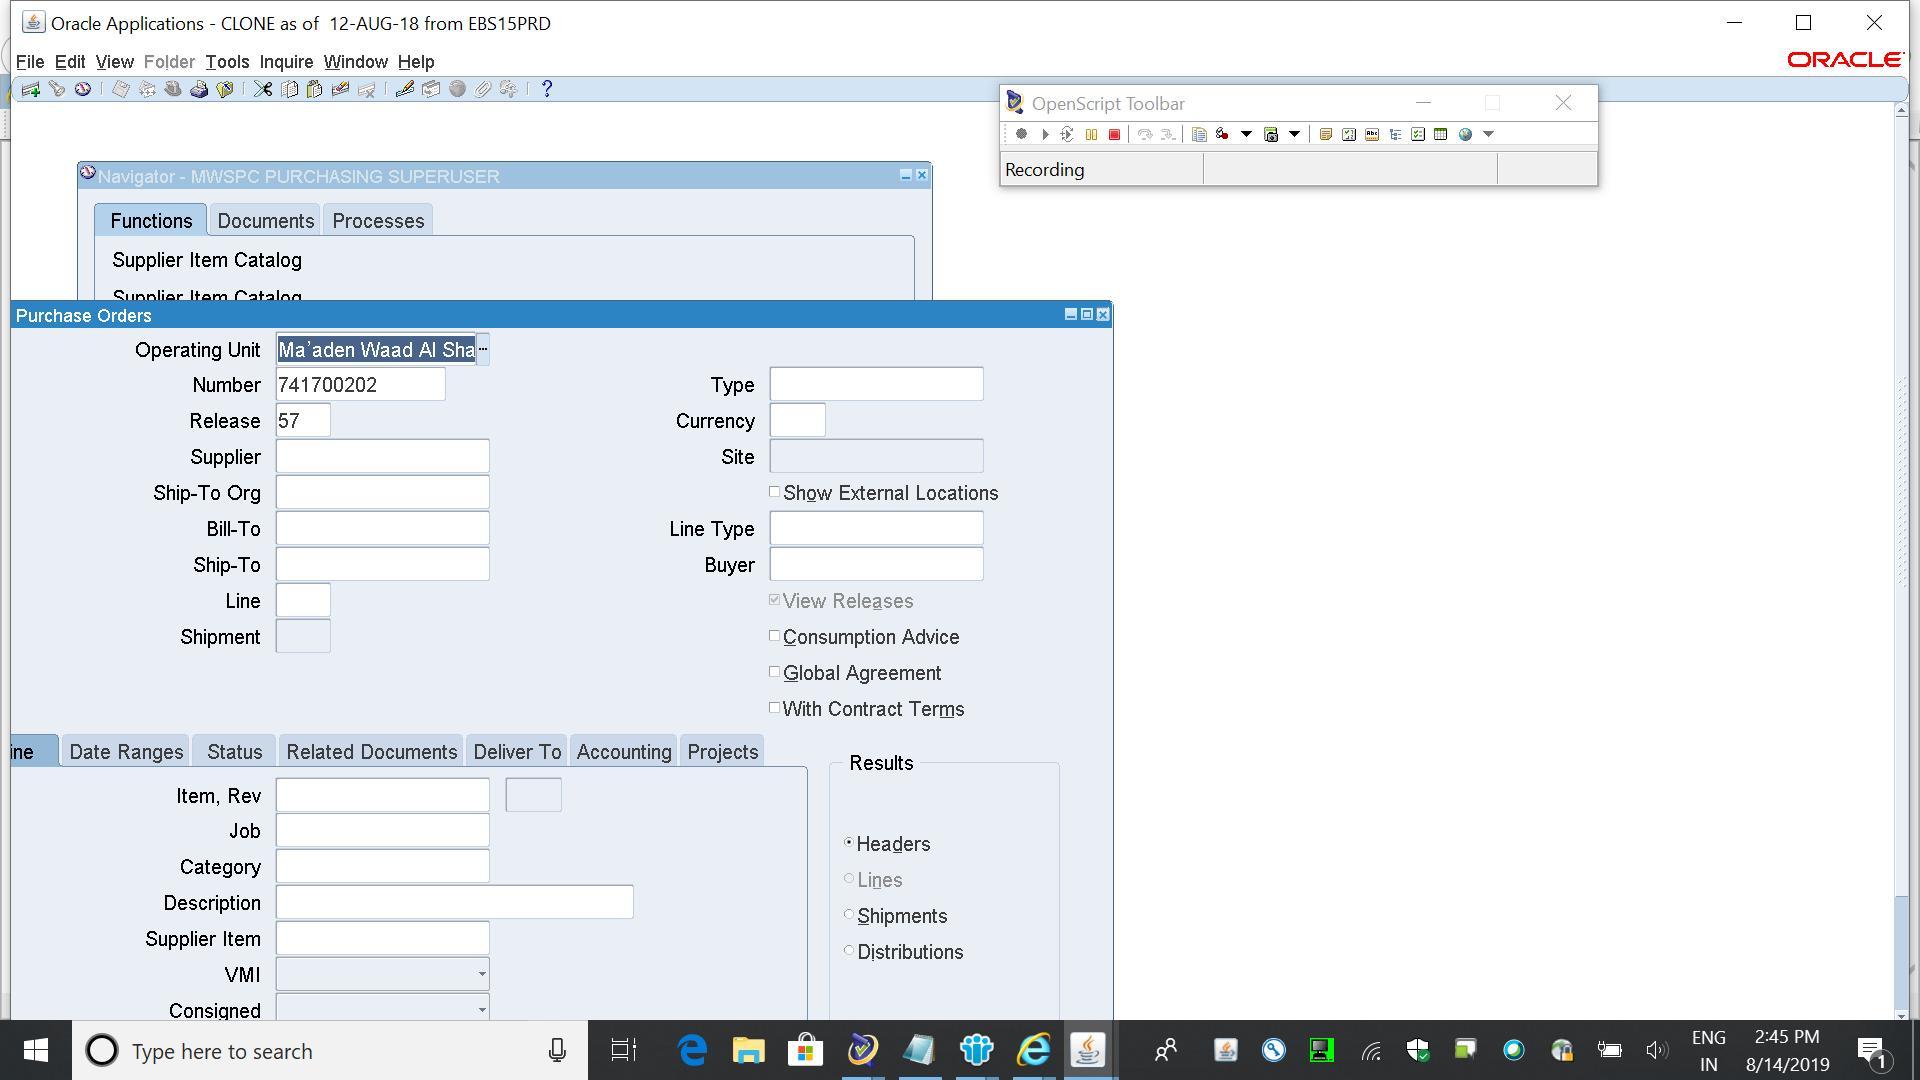 Oracle Applications - CLONE as of  12-AUG-18 from EBS15PRD
File Edit View Folder Tools Inquire Window Help
ORACLE
OpenScript Toolbar
Recording
Navigator - MWSPC PURCHASING SUPERUSER
Functions Documents Processes
Supplier Item Catalog
Supplier Item Catalog
Purchase Orders
Operating Unit Ma'aden Waad Al Sha
Number 741700202 Type
Release 57 Currency
Supplier Site
Ship-To Org Show External Locations
Bill-To Line Type
Ship-To Buyer
Line View Releases
Shipment Consumption Advice
Global Agreement
With Contract Terms
ine Date Ranges Status Related Documents Deliver To Accounting Projects
Results
Item, Rev
Job
Headers
Category
Lines
Description
Shipments
Supplier Item
Distributions
VMI
Consigned
Type here to search
ENG 2:45 PM
IN 8/14/2019
1